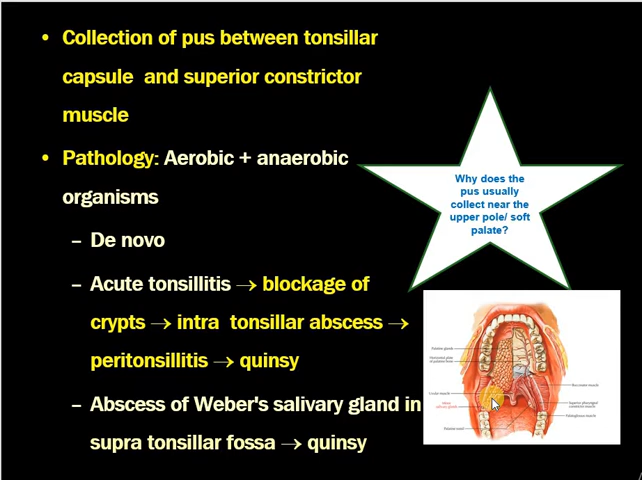 • Collection of pus between tonsillar
capsule and superior constrictor
muscle
• Pathology: Aerobic + anaerobic
organisms
– De novo
– Acute tonsillitis → blockage of
crypts → intra tonsillar abscess →
peritonsillitis → quinsy
– Abscess of Weber's salivary gland in
supra tonsillar fossa → quinsy
Why does the
pus usually
collect near the
upper pole/ soft
palate?